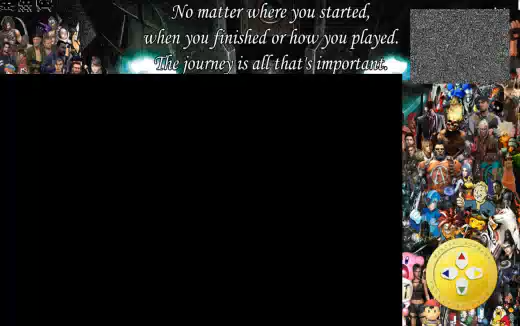 No matter where you started,
when you finished or how you played.
The journey is all that's important.